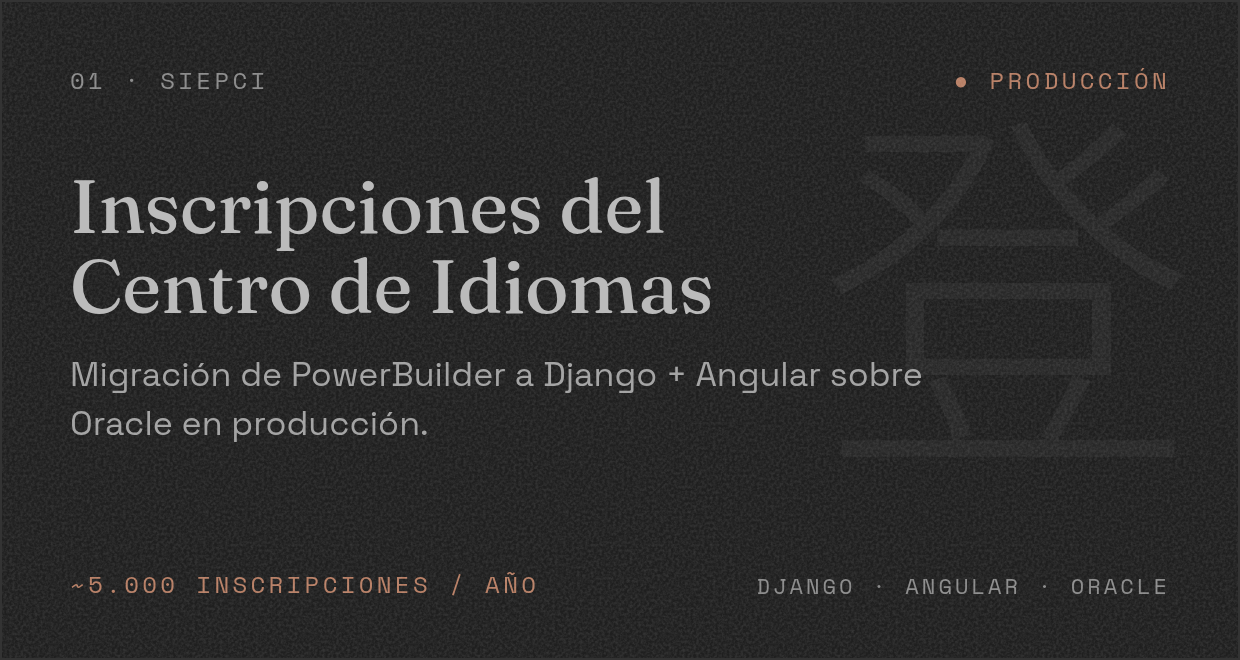 01 · SIEPCI
• PRODUCCIÓN
登
Inscripciones del
Centro de Idiomas
Migración de PowerBuilder a Django + Angular sobre
Oracle en producción.
~5.000 INSCRIPCIONES / AÑO
DJANGO · ANGULAR · ORACLE